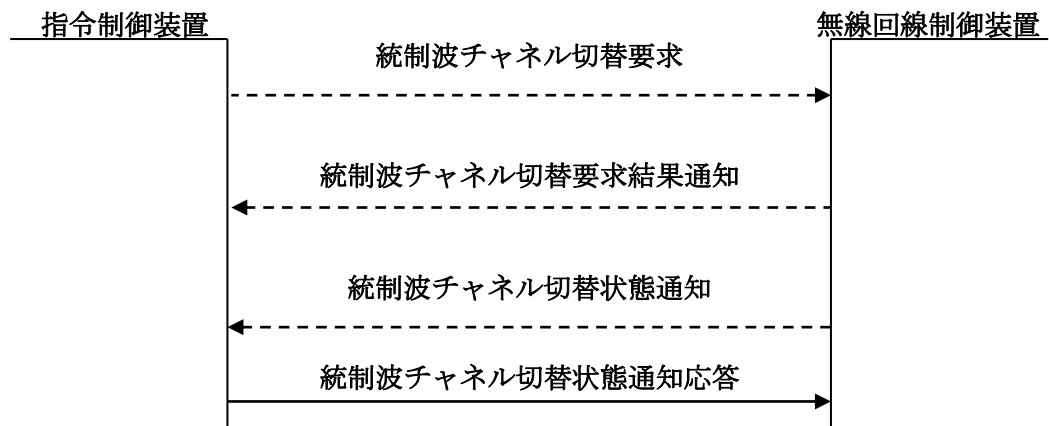 指令制御装置
無線回線制御装置
統制波チャネル切替要求
統制波チャネル切替要求結果通知
統制波チャネル切替状態通知
統制波チャネル切替状態通知応答